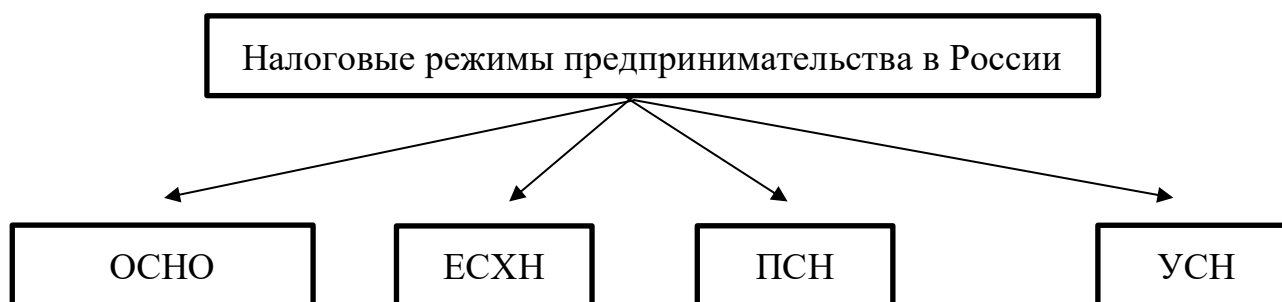 Налоговые режимы предпринимательства в России
ОСНО
ЕСХН
ПСН
УСН